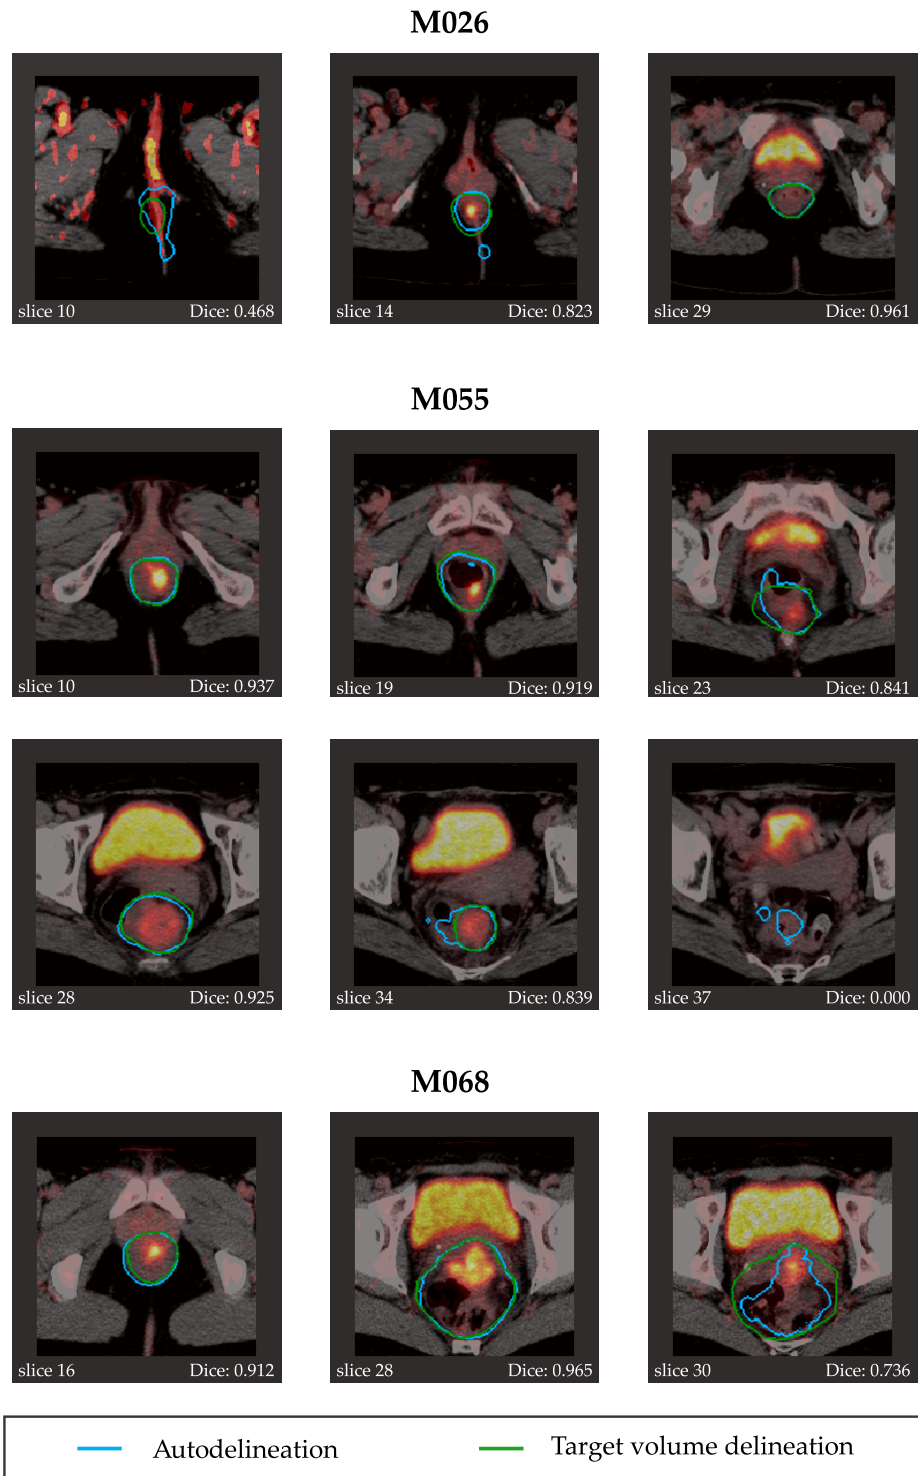 M026
slice 10 Dice: 0.468
slice 14 Dice: 0.823
slice 29 Dice: 0.961
M055
slice 10 Dice: 0.937
slice 19 Dice: 0.919
slice 23 Dice: 0.841
slice 28 Dice: 0.925
slice 34 Dice: 0.839
slice 37 Dice: 0.000
M068
slice 16 Dice: 0.912
slice 28 Dice: 0.965
slice 30 Dice: 0.736
Autodelineation
Target volume delineation